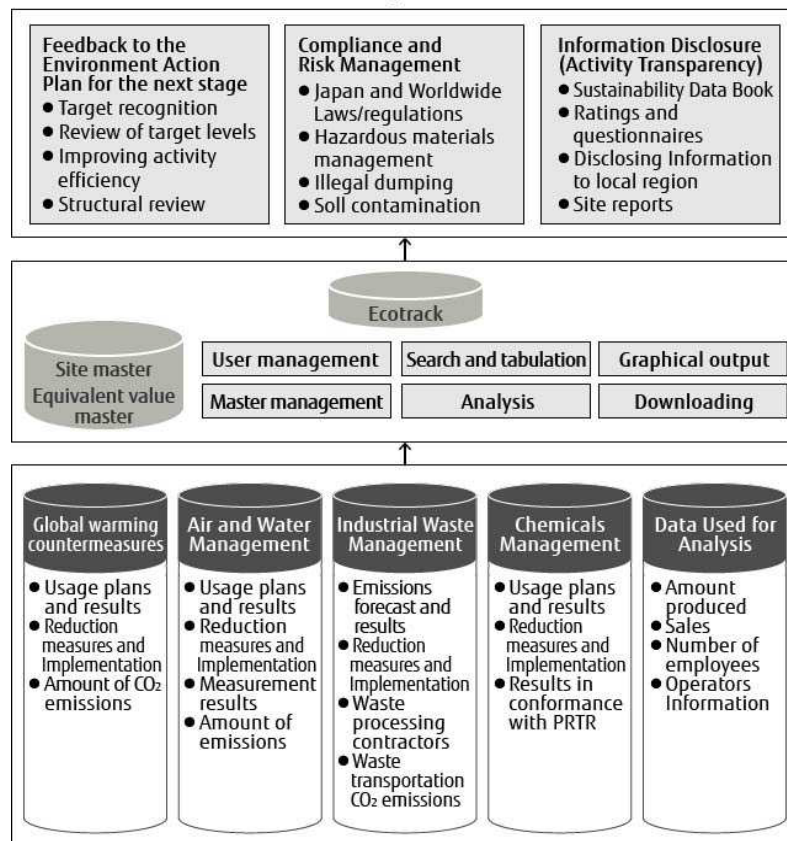 Feedback to the
Environment Action
Plan for the next stage
● Target recognition
● Review of target levels
● Improving activity
efficiency
● Structural review
Compliance and
Risk Management
● Japan and Worldwide
Laws/regulations
● Hazardous materials
management
● Illegal dumping
● Soll contamination
Information Disclosure
(Activity Transparency)
● Sustainability Data Book
● Ratings and
questionnaires
● Disclosing Information
to local region
● Site reports
Ecotrack
Site master
Equivalent value
master
User management
Search and tabulation
Graphical output
Master management
Analysis
Downloading
Global warming
countermeasures
● Usage plans
and results
● Reduction
measures and
Implementation
● Amount of CO₂
emissions
Air and Water
Management
● Usage plans
and results
● Reduction
measures and
Implementation
● Measurement
results
● Amount of
emissions
Industrial Waste
Management
● Emissions
forecast and
results
● Reduction
measures and
Implementation
● Waste
processing
contractors
● Waste
transportation
CO₂ emissions
Chemicals
Management
● Usage plans
and results
● Reduction
measures and
Implementation
● Results in
conformance
with PRTR
Data Used for
Analysis
● Amount
produced
● Sales
● Number of
employees
● Operators
Information